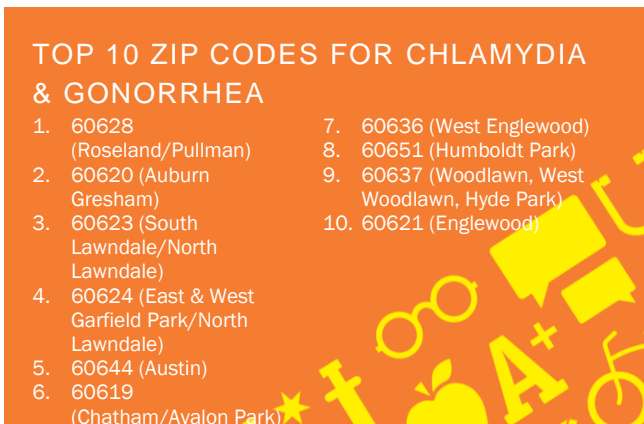 TOP 10 ZIP CODES FOR CHLAMYDIA
& GONORRHEA
1. 60628
(Roseland/Pullman)
2. 60620 (Auburn
Gresham)
3. 60623 (South
Lawndale/North
Lawndale)
4. 60624 (East & West
Garfield Park/North
Lawndale)
5. 60644 (Austin)
6. 60619
(Chatham/Avalon Park)
7. 60636 (West Englewood)
8. 60651 (Humboldt Park)
9. 60637 (Woodlawn, West
Woodlawn, Hyde Park)
10. 60621 (Englewood)
A+